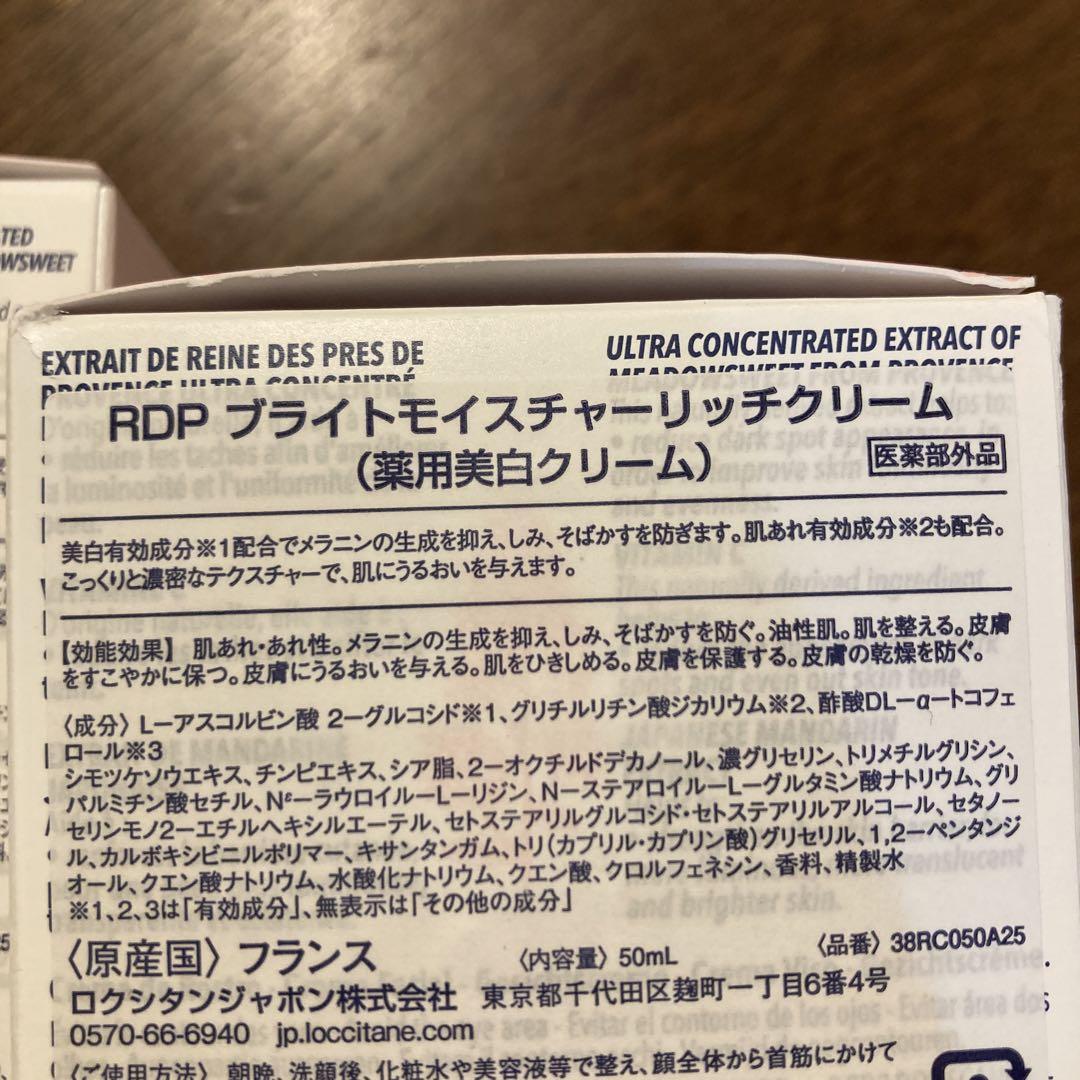 TED
WSWEET
EXTRAIT DE REINE DES PRES DE
PROVENCE ULTRA CONCENTRÉ
ULTRA CONCENTRATED EXTRACT OF
MEADOWSWEET FROM PROVENCE
RDP ブライトモイスチャーリッチクリーム
（薬用美白クリーム）
医薬部外品
美白有効成分※1配合でメラニンの生成を抑え、しみ、そばかすを防ぎます。肌あれ有効成分※2も配合。
こっくりと濃密なテクスチャーで、肌にうるおいを与えます。
【効能効果】 肌あれ・あれ性。メラニンの生成を抑え、しみ、そばかすを防ぐ。油性肌。肌を整える。皮膚
をすこやかに保つ。皮膚にうるおいを与える。肌をひきしめる。皮膚を保護する。皮膚の乾燥を防ぐ。
〈成分〉 L－アスコルビン酸 2－グルコシド※1、グリチルリチン酸ジカリウム※2、酢酸DL－α－トコフェ
ロール※3
シモツケソウエキス、チンピエキス、シア脂、2－オクチルドデカノール、濃グリセリン、トリメチルグリシン、
パルミチン酸セチル、Nε－ラウロイル－L－リジン、N－ステアロイル－L－グルタミン酸ナトリウム、グリ
セリンモノ2－エチルヘキシルエーテル、セトステアリルグルコシド・セトステアリルアルコール、セタノー
ル、カルボキシビニルポリマー、キサンタンガム、トリ(カプリル・カプリン酸)グリセリル、1,2－ペンタンジ
オール、クエン酸ナトリウム、水酸化ナトリウム、クエン酸、クロルフェネシン、香料、精製水
※1、2、3は「有効成分」、無表示は「その他の成分」
〈原産国〉フランス
〈内容量〉 50mL
〈品番〉 38RC050A25
ロクシタンジャポン株式会社 東京都千代田区麹町一丁目6番4号
0570-66-6940 jp.loccitane.com
〈ご使用方法〉 朝晩、洗顔後、化粧水や美容液等で整え、顔全体から首筋にかけて